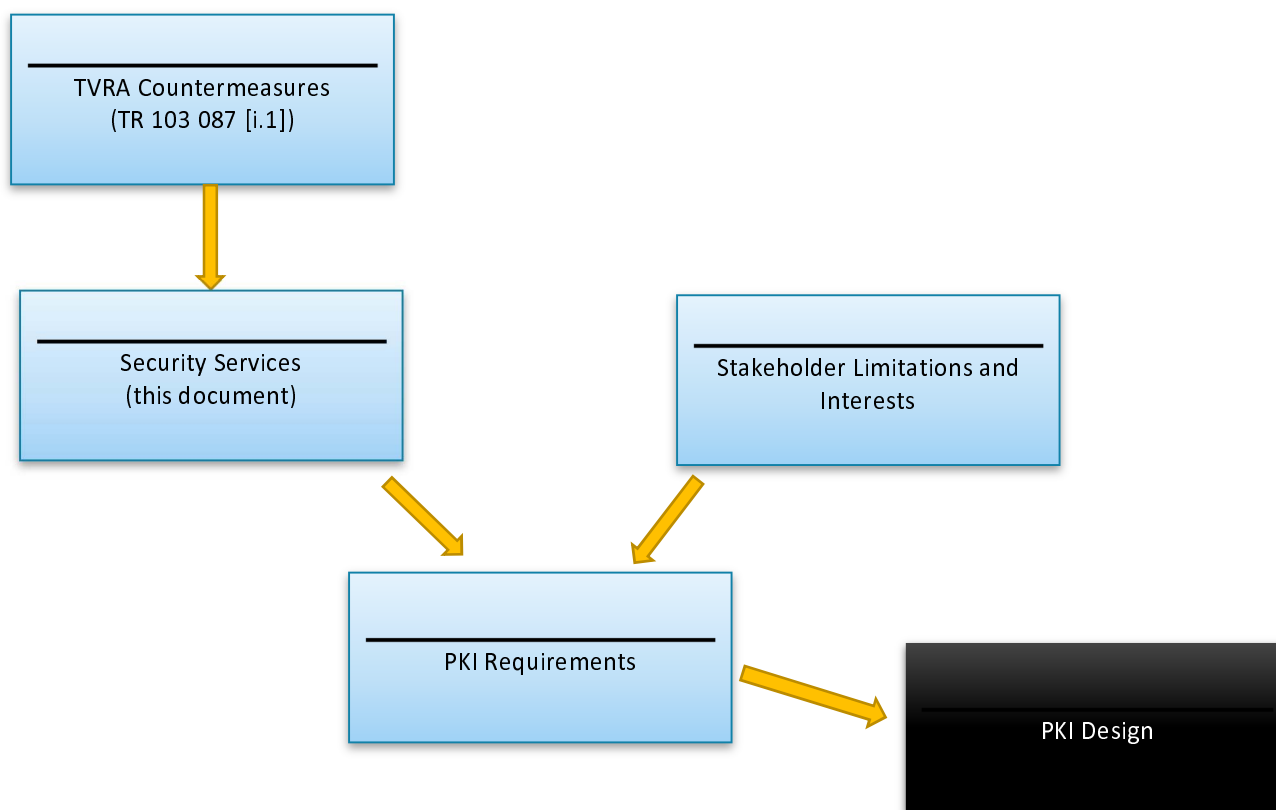 TVRA Countermeasures
(TR 103 087 [i.1])
Security Services
(this document)
Stakeholder Limitations and
Interests
PKI Requirements
PKI Design